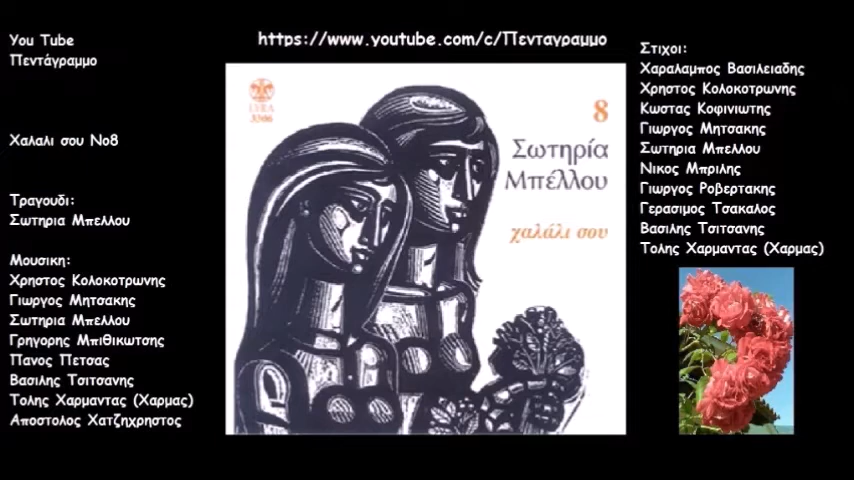 You Tube
Πεντάγραμμο
Χαλαλι σου Νο8
Τραγουδι:
Σωτηρια Μπελλου
Μουσικη:
Χρηστος Κολοκοτρωνης
Γιωργος Μητσακης
Σωτηρια Μπελλου
Γρηγορης Μπιθικωτσης
Πανος Πετσας
Βασιλης Τσιτσανης
Τολης Χαρμαντας (Χαρμας)
Αποστολος Χατζηχρηστος
https://www.youtube.com/c/Πενταγραμμο
LYRA
3306
8
Σωτηρία
Μπέλλου
χαλάλι σου
Στιχοι:
Χαραλαμπος Βασιλειαδης
Χρηστος Κολοκοτρωνης
Κωστας Κοφινιωτης
Γιωργος Μητσακης
Σωτηρια Μπελλου
Νικος Μπριλης
Γιωργος Ροβερτακης
Γερασιμος Τσακαλος
Βασιλης Τσιτσανης
Τολης Χαρμαντας (Χαρμας)